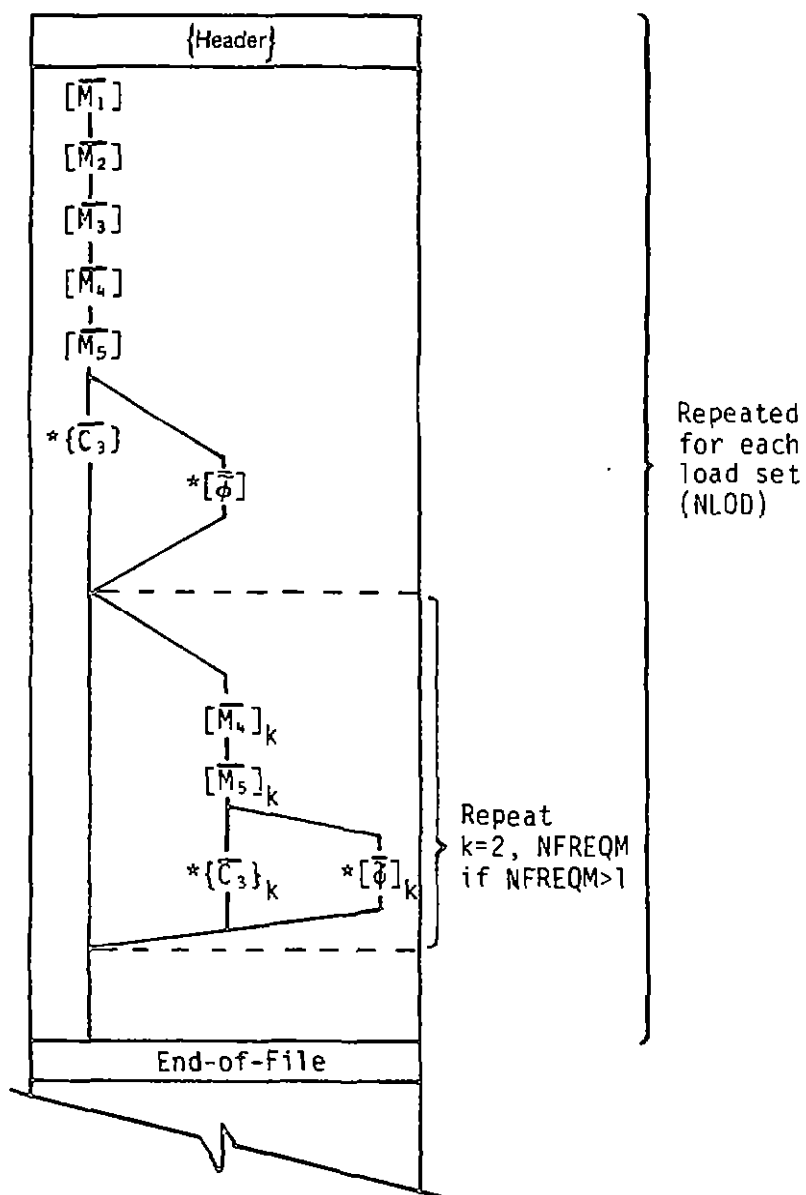 {Header}
[M̅₁]
[M̅₂]
[M̅₃]
[M̅₄]
[M̅₅]
*{C̅₃}
*[φ̿]
Repeated
for each
load set
(NLOD)
[M̅₄]k
[M̅₅]k
*{C̅₃}k *[φ̿]k
Repeat
k=2, NFREQM
if NFREQM>1
End-of-File